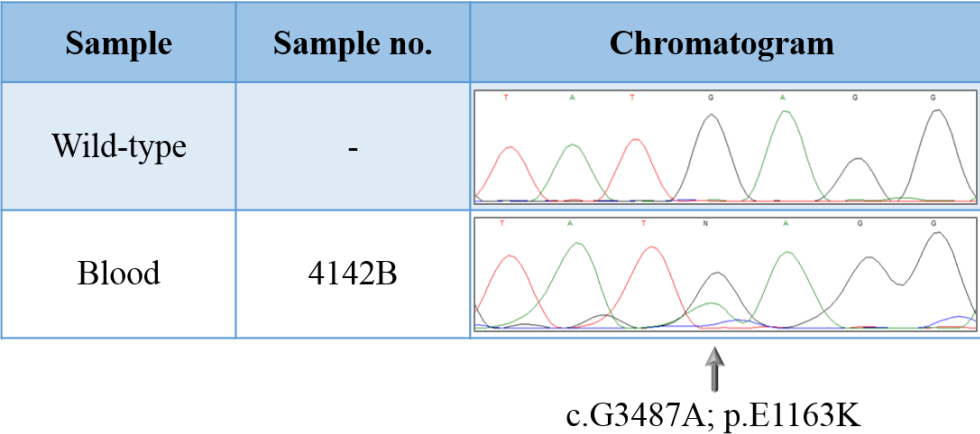 Sample Sample no. Chromatogram
T A T G A G G
Wild-type -
T A T N A G G
Blood 4142B
c.G3487A; p.E1163K